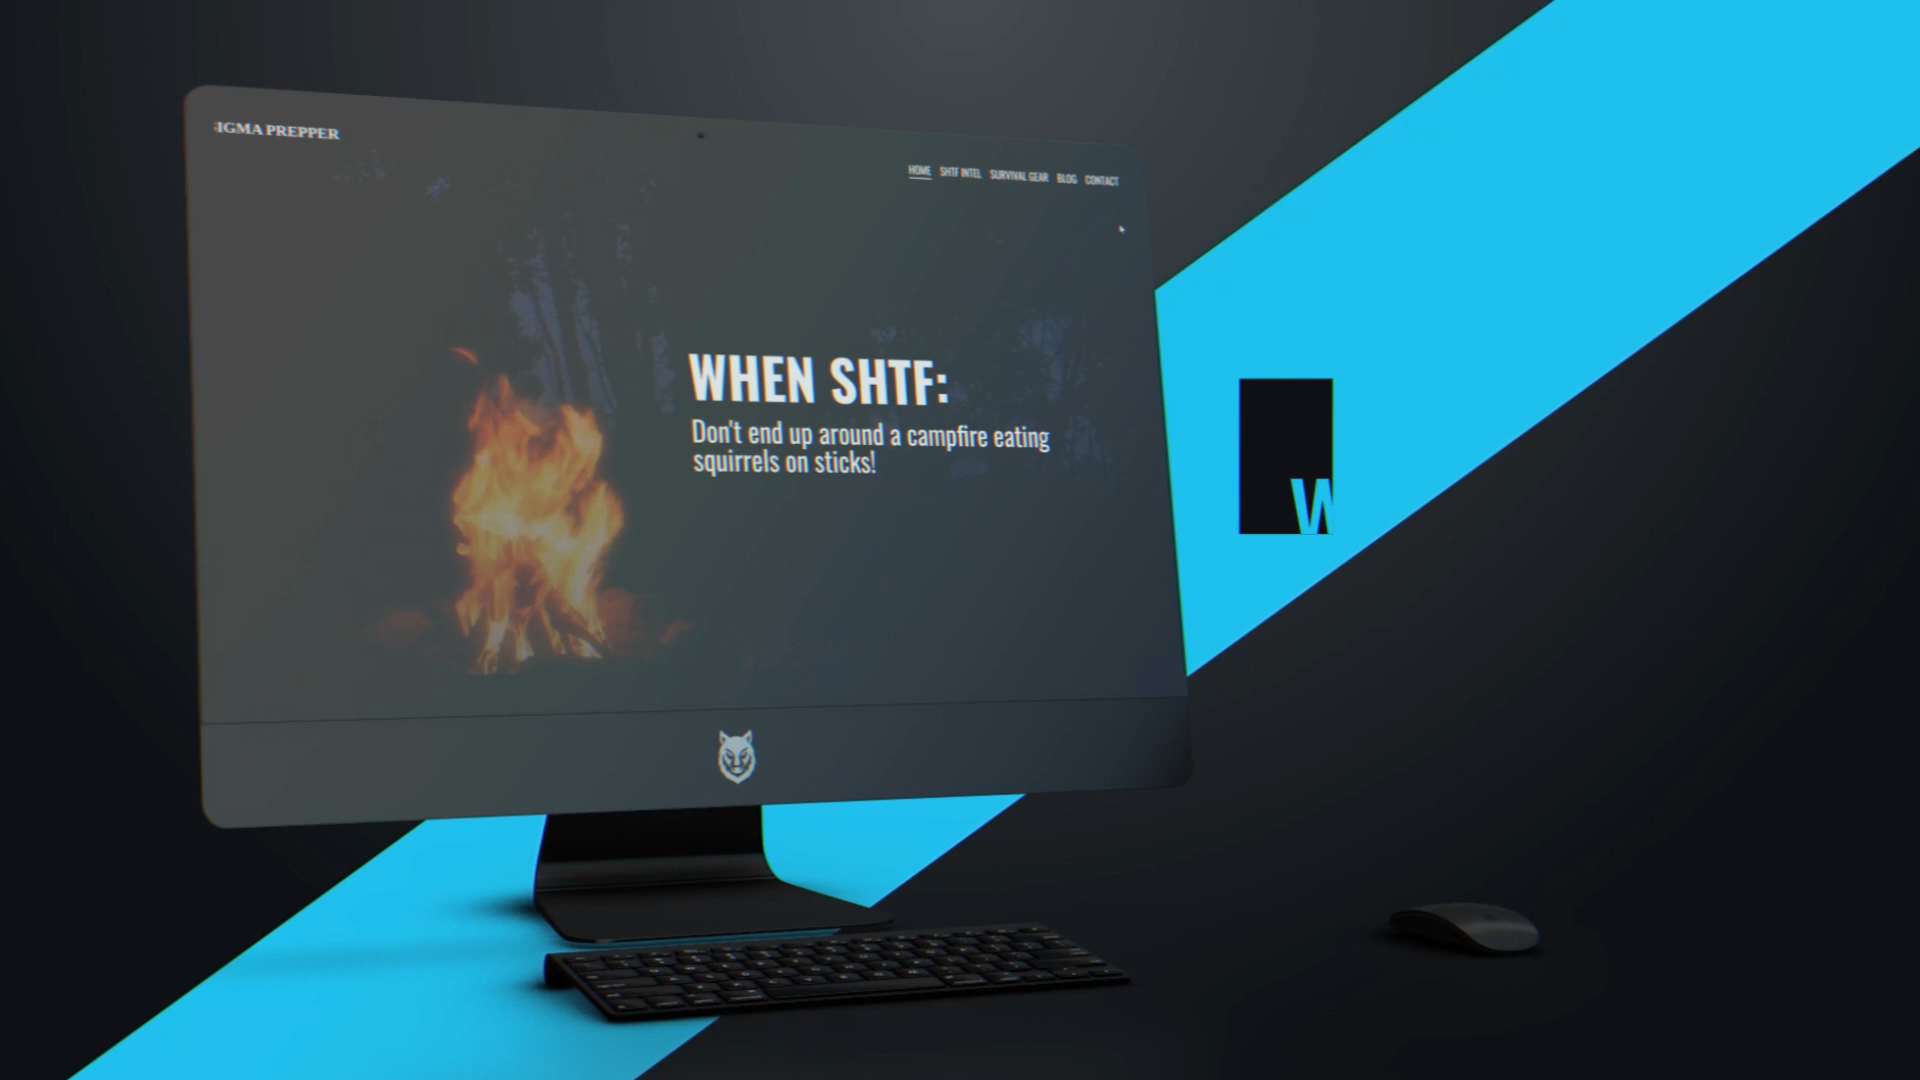 SIGMA PREPPER
HOME SHTF INTEL SURVIVAL GEAR BLOG CONTACT
WHEN SHTF:
Don't end up around a campfire eating
squirrels on sticks!
W